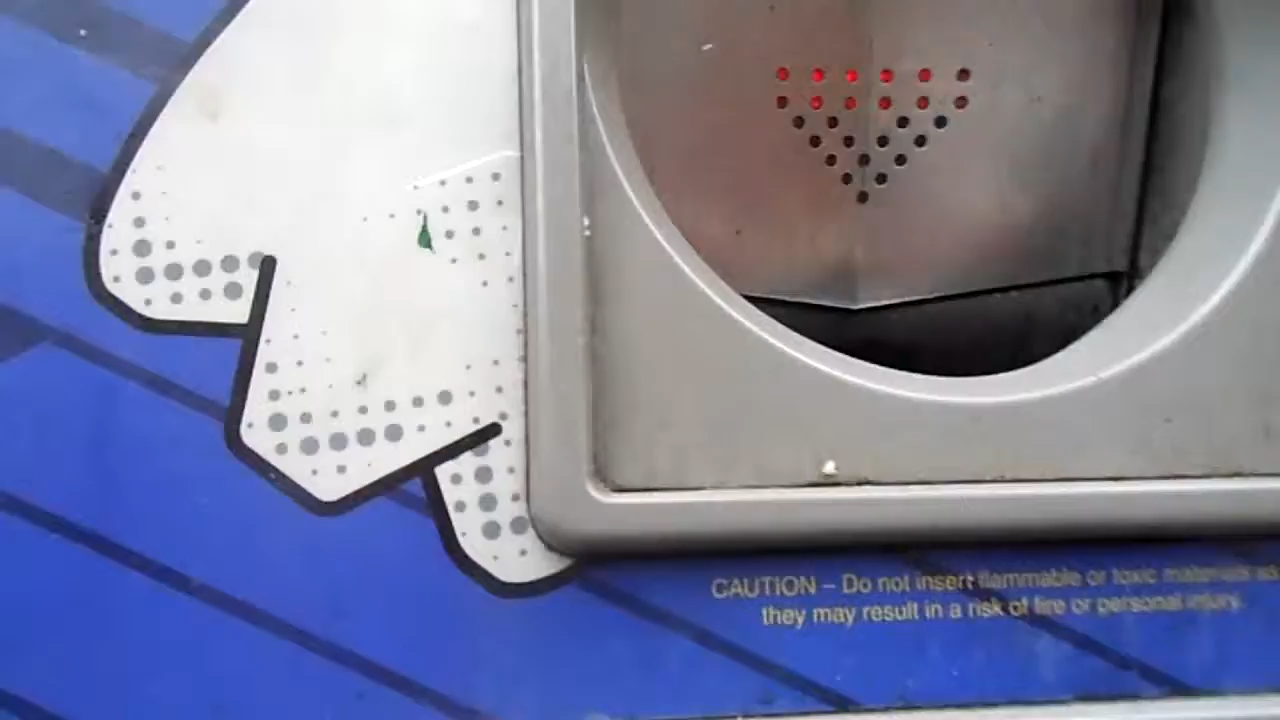 CAUTION – Do not insert flammable or toxic materials as
they may result in a risk of fire or personal injury.